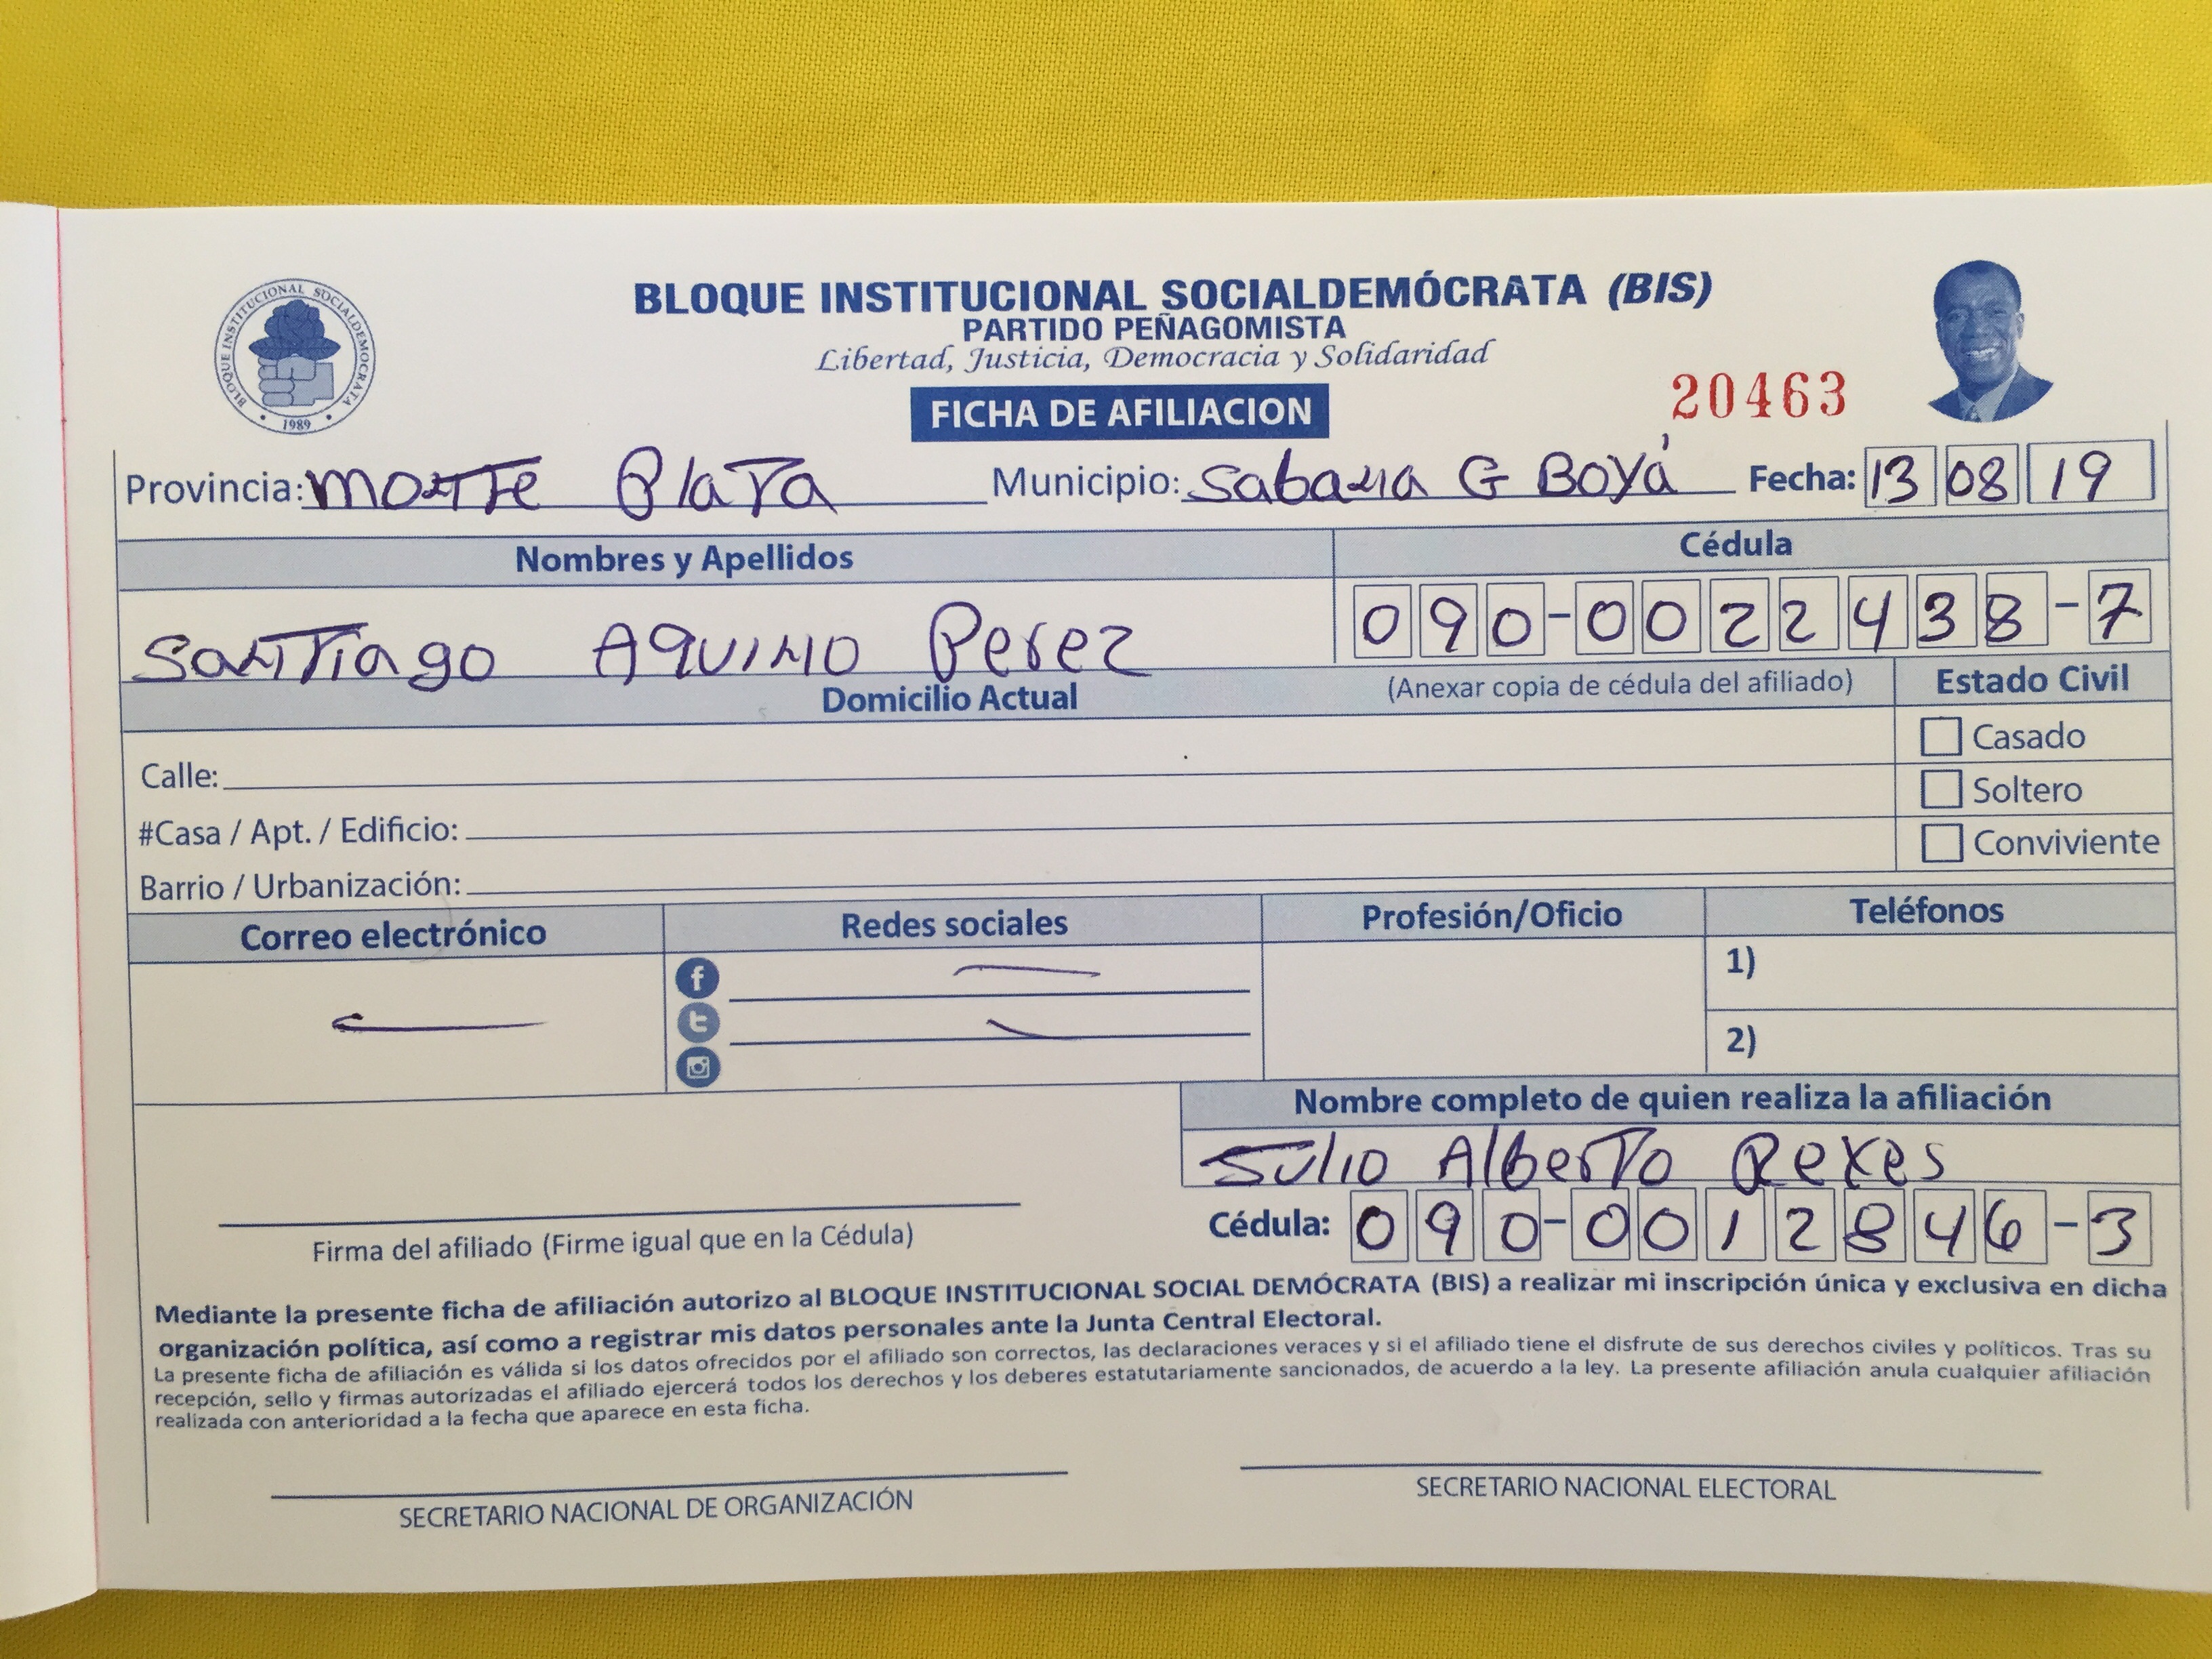 BLOQUE INSTITUCIONAL SOCIALDEMOCRATA
1989
BLOQUE INSTITUCIONAL SOCIALDEMÓCRATA (BIS)
PARTIDO PEÑAGOMISTA
Libertad, Justicia, Democracia y Solidaridad
FICHA DE AFILIACION
20463
Provincia: Monte Plata Municipio: Sabana G Boyá Fecha: 13 08 19
Nombres y Apellidos Cédula
Santiago Aquino Perez 090-0022438-7
Domicilio Actual (Anexar copia de cédula del afiliado) Estado Civil
Casado
Calle:
Soltero
#Casa / Apt. / Edificio:
Conviviente
Barrio / Urbanización:
Correo electrónico Redes sociales Profesión/Oficio Teléfonos
1)
2)
Nombre completo de quien realiza la afiliación
Julio Alberto Reyes
Cédula: 090-0012846-3
Firma del afiliado (Firme igual que en la Cédula)
Mediante la presente ficha de afiliación autorizo al BLOQUE INSTITUCIONAL SOCIAL DEMÓCRATA (BIS) a realizar mi inscripción única y exclusiva en dicha
organización política, así como a registrar mis datos personales ante la Junta Central Electoral.
La presente ficha de afiliación es válida si los datos ofrecidos por el afiliado son correctos, las declaraciones veraces y si el afiliado tiene el disfrute de sus derechos civiles y políticos. Tras su
recepción, sello y firmas autorizadas el afiliado ejercerá todos los derechos y los deberes estatutariamente sancionados, de acuerdo a la ley. La presente afiliación anula cualquier afiliación
realizada con anterioridad a la fecha que aparece en esta ficha.
SECRETARIO NACIONAL DE ORGANIZACIÓN SECRETARIO NACIONAL ELECTORAL